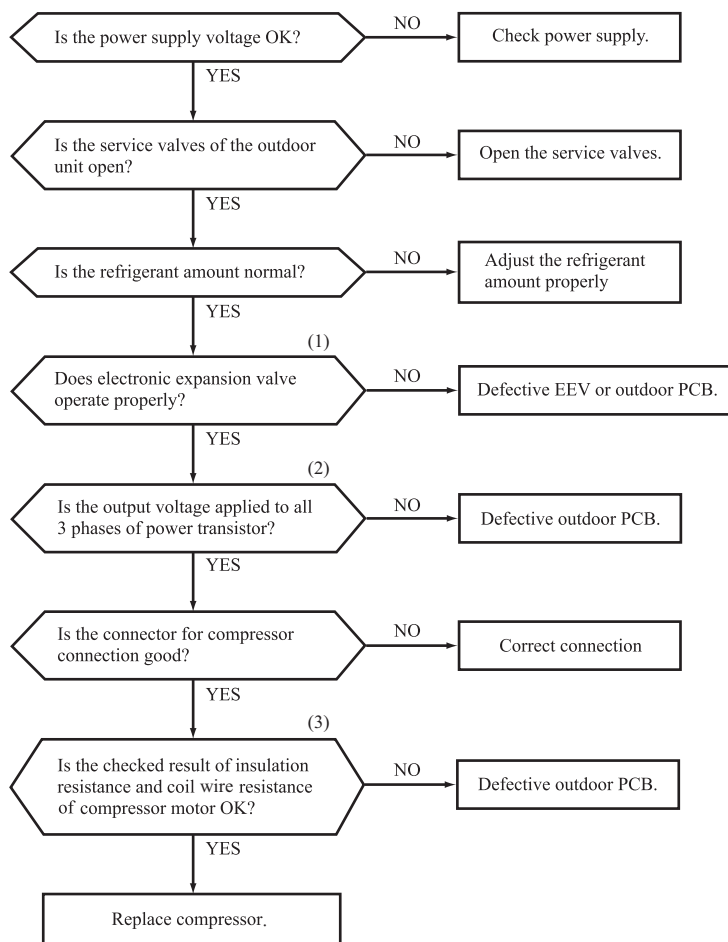 Is the power supply voltage OK?
NO
Check power supply.
YES
Is the service valves of the outdoor
unit open?
NO
Open the service valves.
YES
Is the refrigerant amount normal?
NO
Adjust the refrigerant
amount properly
YES
(1)
Does electronic expansion valve
operate properly?
NO
Defective EEV or outdoor PCB.
YES
(2)
Is the output voltage applied to all
3 phases of power transistor?
NO
Defective outdoor PCB.
YES
Is the connector for compressor
connection good?
NO
Correct connection
YES
(3)
Is the checked result of insulation
resistance and coil wire resistance
of compressor motor OK?
NO
Defective outdoor PCB.
YES
Replace compressor.